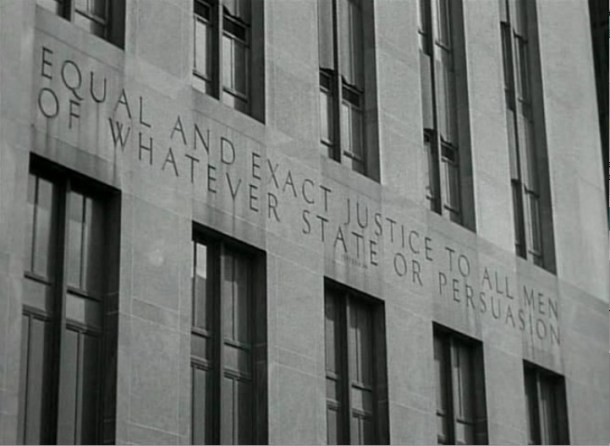 EQUAL AND EXACT JUSTICE TO ALL MEN
OF WHATEVER STATE OR PERSUASION